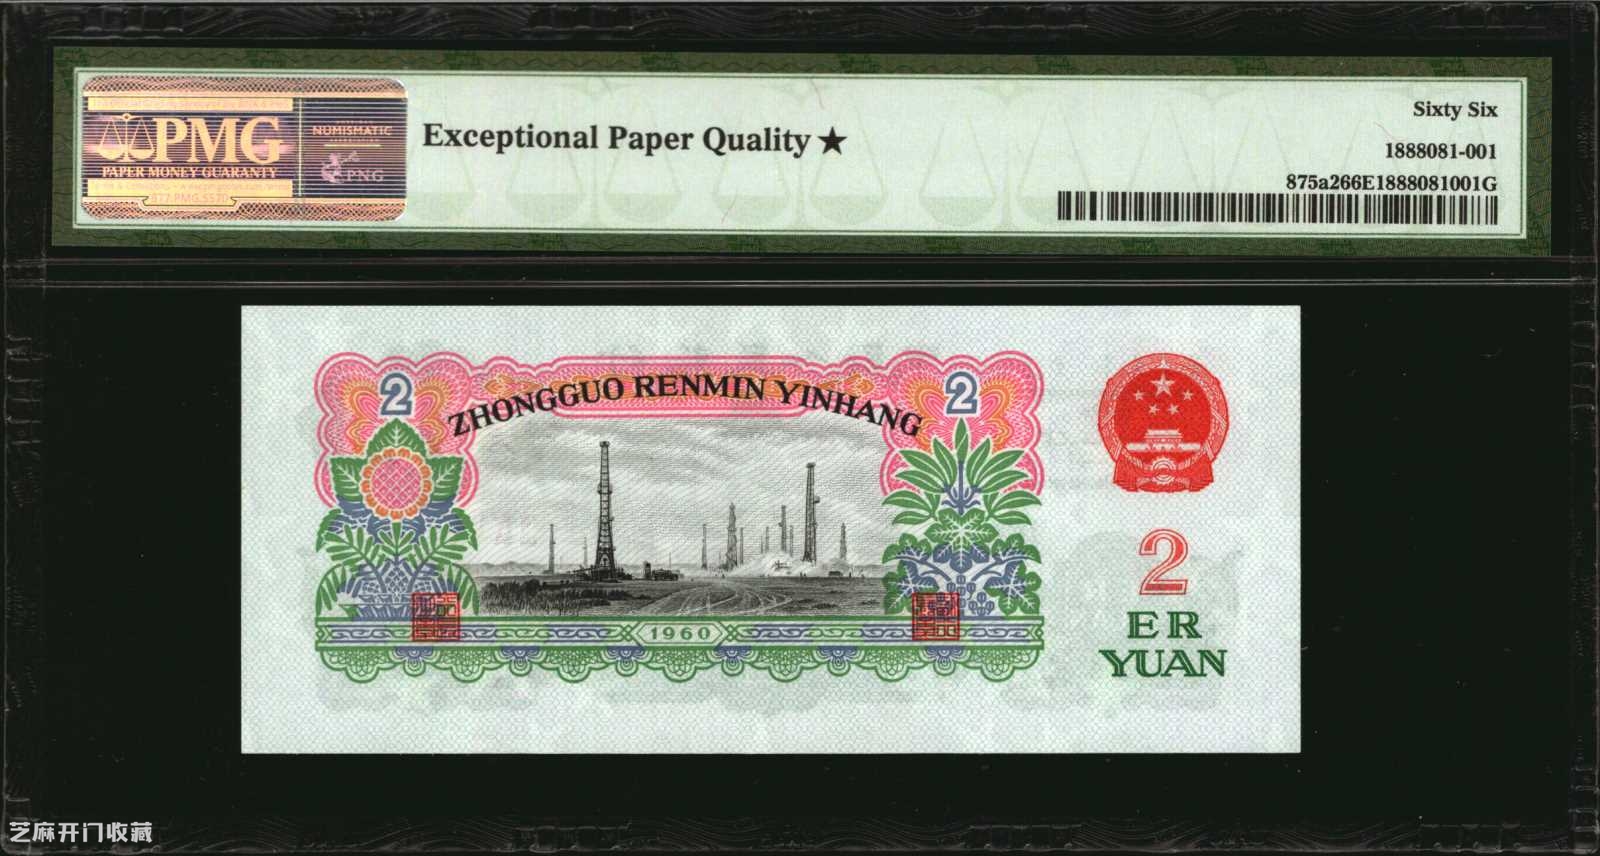 PMG
PAPER MONEY GUARANTY
NUMISMATIC
PNG
Exceptional Paper Quality ★
Sixty Six
1888081-001
875a266E1888081001G
2
ZHONGGUO RENMIN YINHANG
2
1960
2
ER
YUAN
芝麻开门收藏